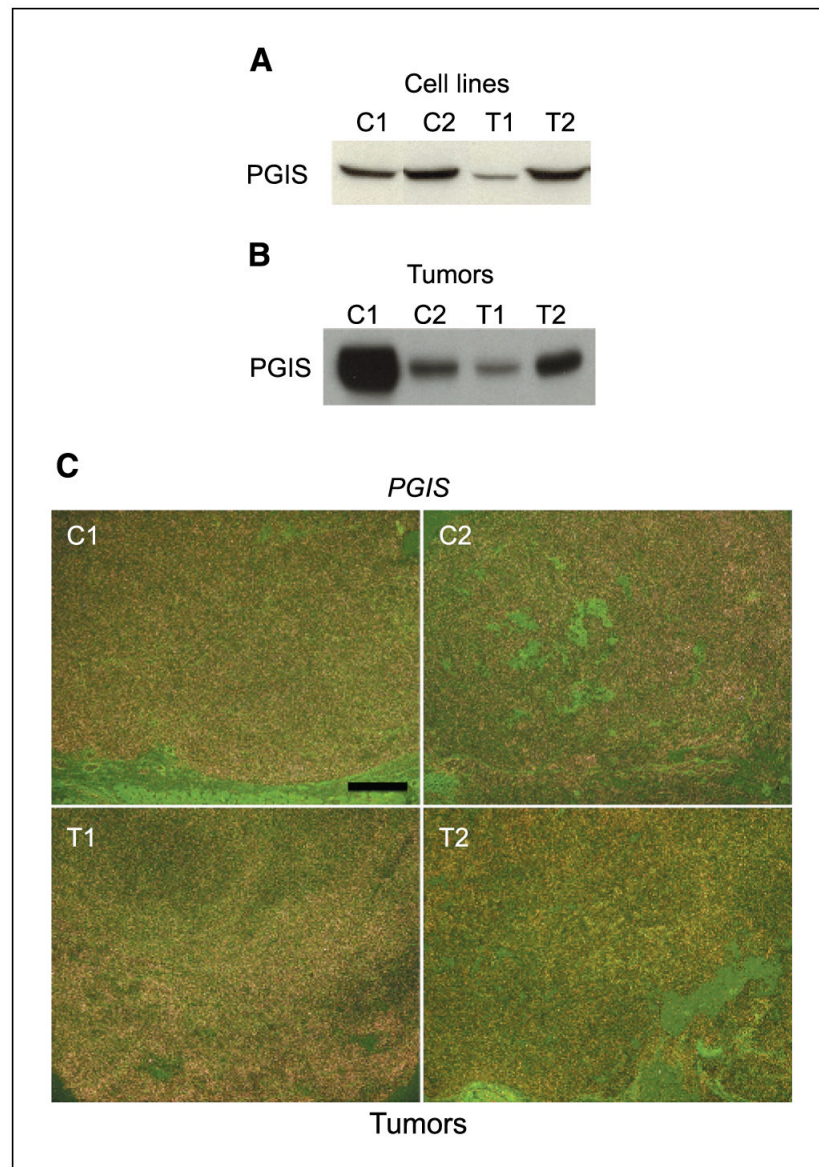 A
Cell lines
C1 C2 T1 T2
PGIS
B
Tumors
C1 C2 T1 T2
PGIS
C
PGIS
C1 C2
T1 T2
Tumors